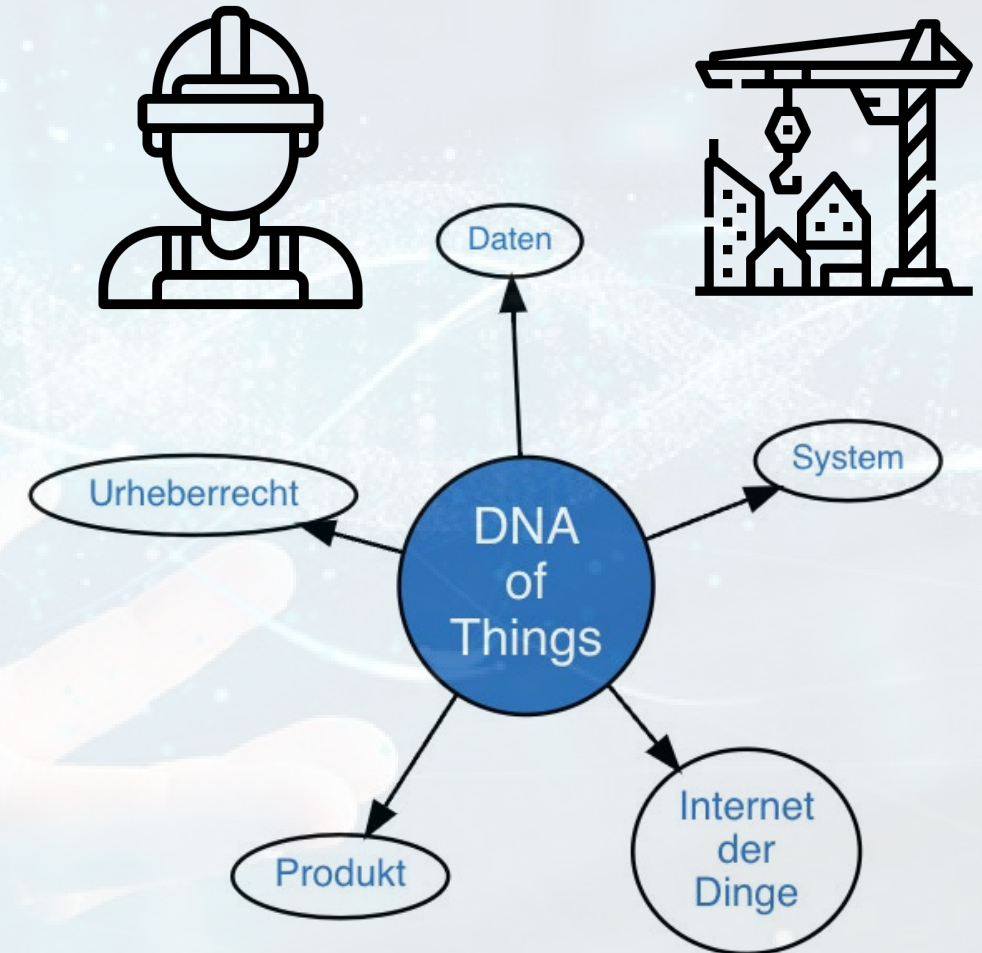 Daten
System
Urheberrecht
DNA
of
Things
Internet
der
Dinge
Produkt